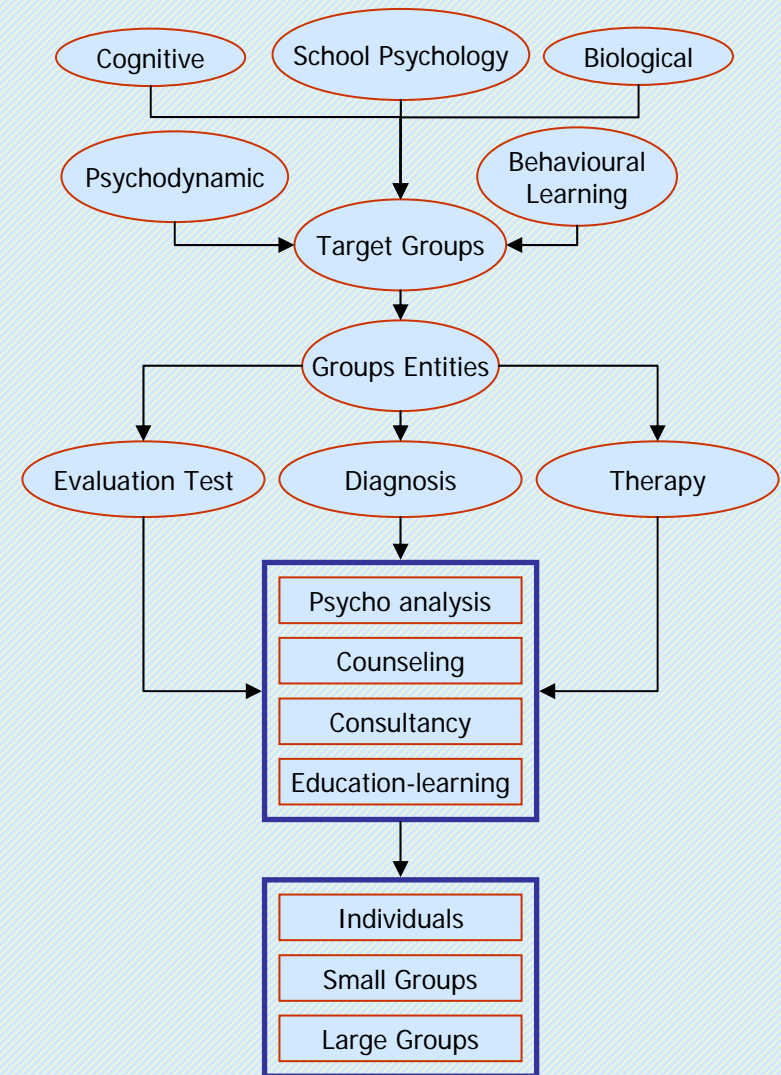 Cognitive
School Psychology
Biological
Psychodynamic
Behavioural
Learning
Target Groups
Groups Entities
Evaluation Test
Diagnosis
Therapy
Psycho analysis
Counseling
Consultancy
Education-learning
Individuals
Small Groups
Large Groups